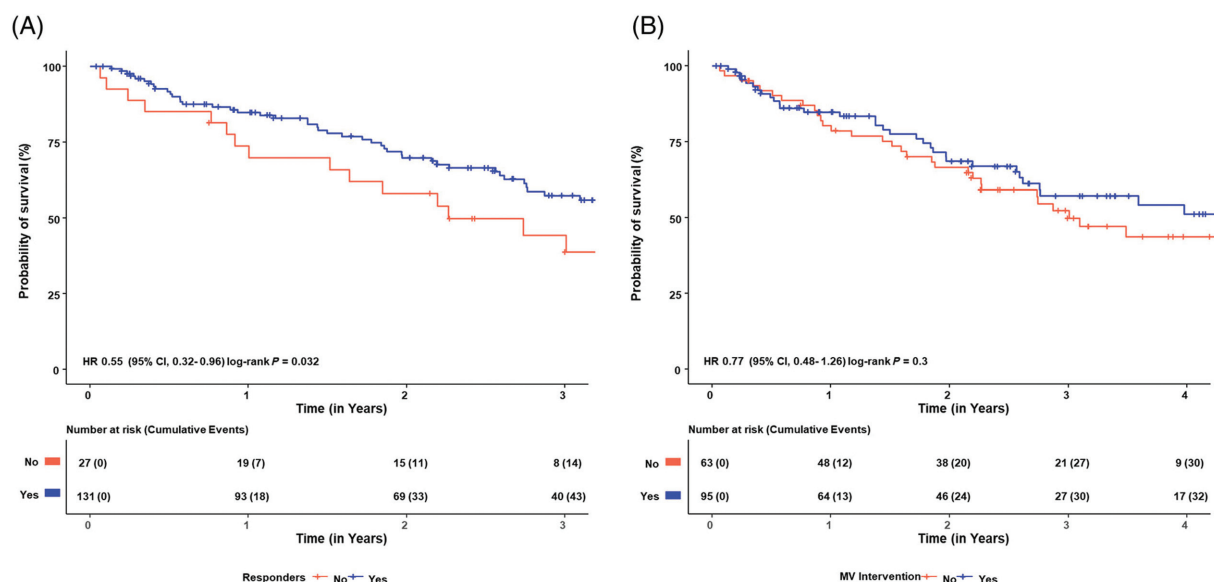 (A)
100
75
50
25
0
Probability of survival (%)
HR 0.55 (95% CI, 0.32- 0.96) log-rank P = 0.032
0 1 2 3
Time (in Years)
Number at risk (Cumulative Events)
No 27 (0) 19 (7) 15 (11) 8 (14)
Yes 131 (0) 93 (18) 69 (33) 40 (43)
0 1 2 3
Time (in Years)
Responders No Yes
(B)
100
75
50
25
0
Probability of survival (%)
HR 0.77 (95% CI, 0.48- 1.26) log-rank P = 0.3
0 1 2 3 4
Time (in Years)
Number at risk (Cumulative Events)
No 63 (0) 48 (12) 38 (20) 21 (27) 9 (30)
Yes 95 (0) 64 (13) 46 (24) 27 (30) 17 (32)
0 1 2 3 4
Time (in Years)
MV Intervention No Yes